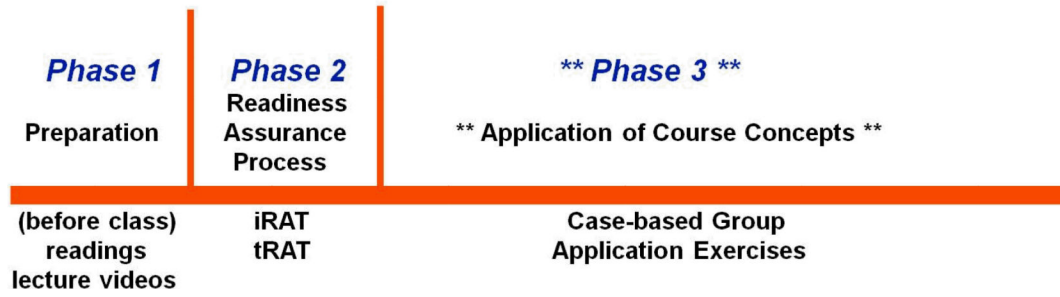 Phase 1
Preparation
Phase 2
Readiness
Assurance
Process
** Phase 3 **
** Application of Course Concepts **
(before class)
readings
lecture videos
iRAT
tRAT
Case-based Group
Application Exercises